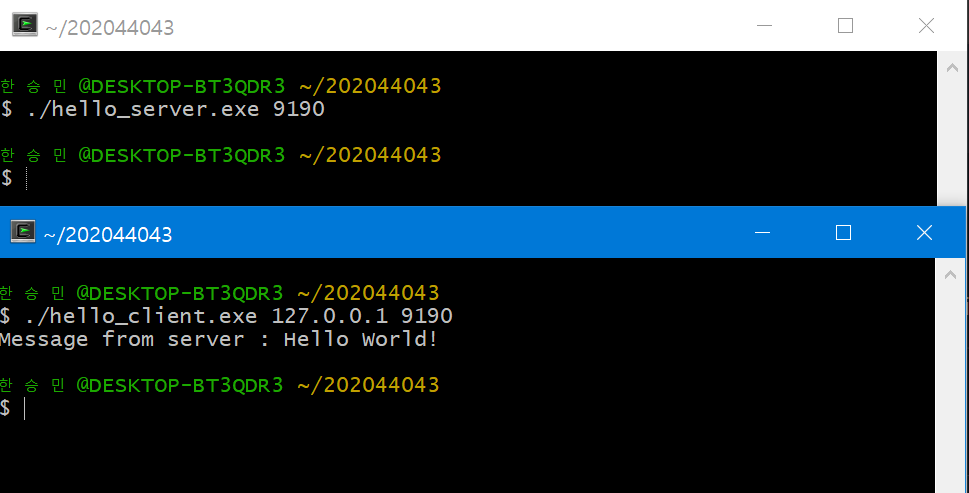 ~/202044043
한 승 민 @DESKTOP-BT3QDR3 ~/202044043
$ ./hello_server.exe 9190
한 승 민 @DESKTOP-BT3QDR3 ~/202044043
$
~/202044043
한 승 민 @DESKTOP-BT3QDR3 ~/202044043
$ ./hello_client.exe 127.0.0.1 9190
Message from server : Hello World!
한 승 민 @DESKTOP-BT3QDR3 ~/202044043
$